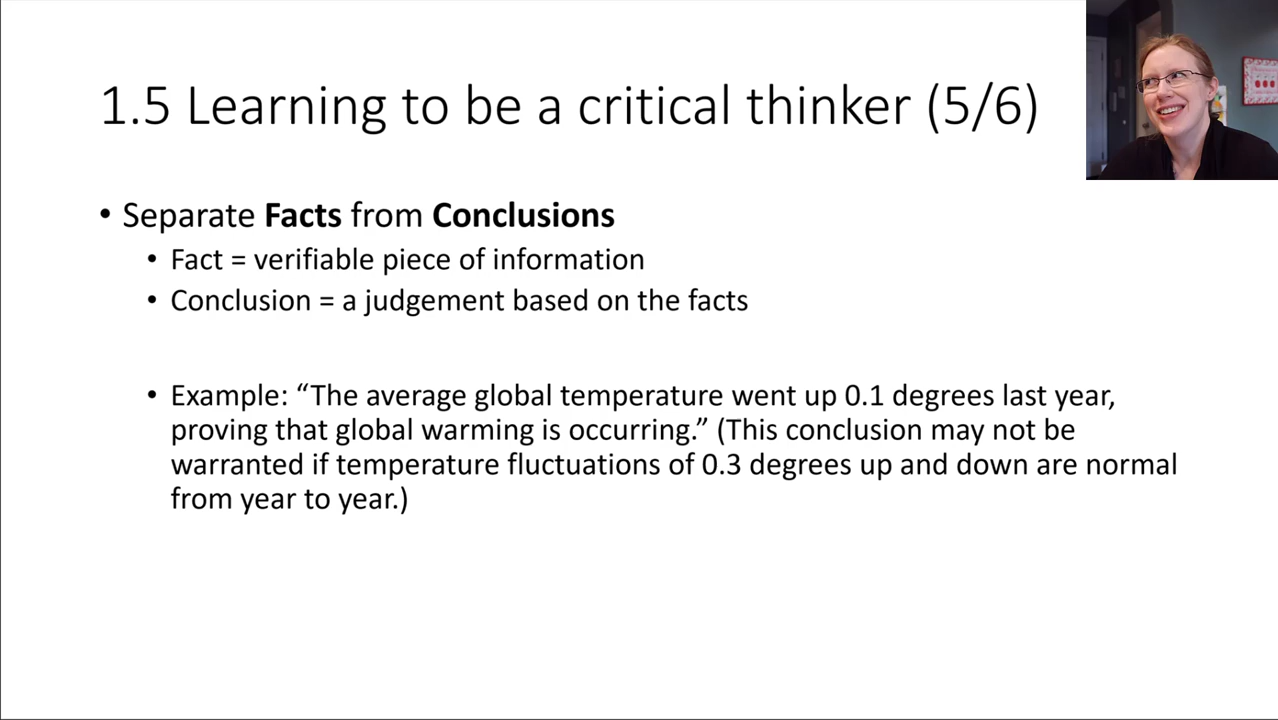 1.5 Learning to be a critical thinker (5/6)
• Separate Facts from Conclusions
• Fact = verifiable piece of information
• Conclusion = a judgement based on the facts
• Example: “The average global temperature went up 0.1 degrees last year,
proving that global warming is occurring.” (This conclusion may not be
warranted if temperature fluctuations of 0.3 degrees up and down are normal
from year to year.)